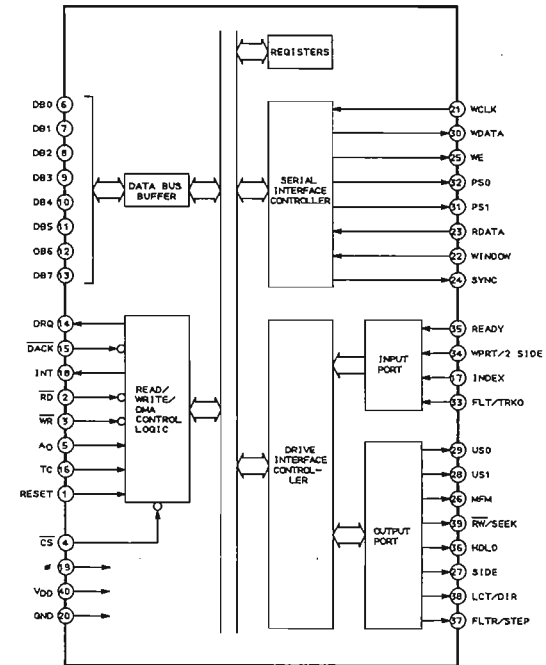 REGISTERS
DB0 6
DB1 7
DB2 8
DB3 9
DB4 10
DB5 11
OB6 12
DB7 13
DATA BUS
BUFFER
SERIAL
INTERFACE
CONTROLLER
21 WCLK
30 WDATA
25 WE
32 PS0
31 PS1
23 RDATA
22 WINDOW
24 SYNC
DRQ 14
DACK 15
INT 18
RD 2
WR 3
A0 5
TC 16
RESET 1
CS 4
ø 19
VDD 40
GND 20
READ/
WRITE/
DMA
CONTROL
LOGIC
DRIVE
INTERFACE
CONTROL-
LER
INPUT
PORT
35 READY
34 WPRT/2 SIDE
17 INDEX
33 FLT/TRK0
OUTPUT
PORT
29 US0
28 US1
26 MFM
39 RW/SEEK
36 HDLD
27 SIDE
38 LCT/DIR
37 FLTR/STEP